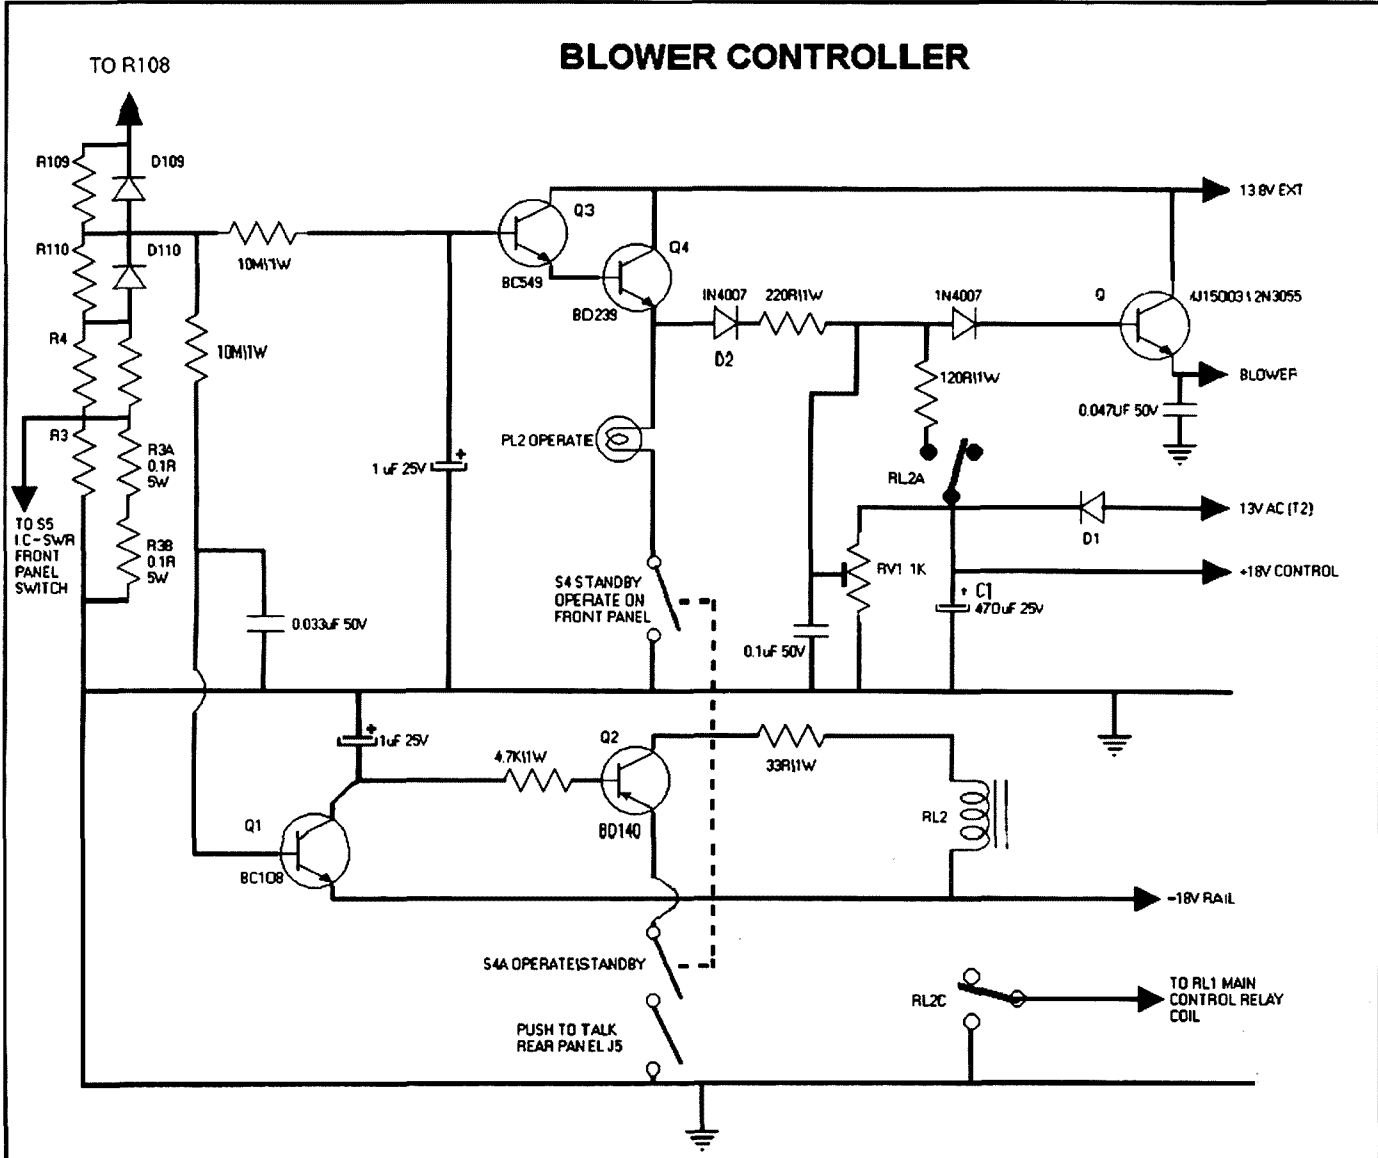 BLOWER CONTROLLER
TO R108
R109
D109
R110
D110
10M\1W
R4
10M\1W
R3
R3A
0.1R
5W
R3B
0.1R
5W
TO S5
I.C-SWR
FRONT
PANEL
SWITCH
0.033uF 50V
1 uF 25V
+
Q3
BC549
Q4
BD239
1N4007
D2
220R\1W
1N4007
Q
2N3055
13.8V EXT
BLOWER
0.047UF 50V
120R\1W
RL2A
PL2 OPERATE
S4 STANDBY
OPERATE ON
FRONT PANEL
RV1 1K
0.1uF 50V
D1
13V AC (T2)
+18V CONTROL
+ C1
470uF 25V
+
1uF 25V
4.7K\1W
Q2
BD140
33R\1W
RL2
Q1
BC108
-18V RAIL
S4A OPERATE\STANDBY
PUSH TO TALK
REAR PANEL J5
RL2C
TO RL1 MAIN
CONTROL RELAY
COIL